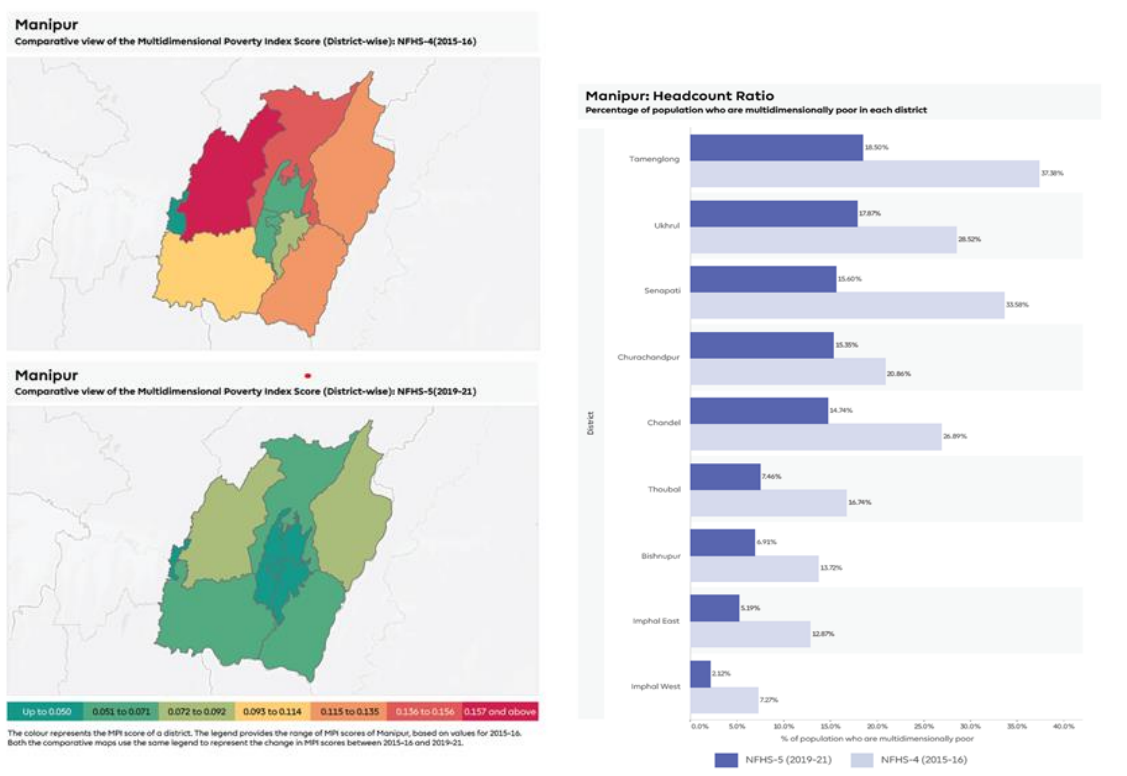 Manipur
Comparative view of the Multidimensional Poverty Index Score (District-wise): NFHS-4(2015-16)
Manipur
Comparative view of the Multidimensional Poverty Index Score (District-wise): NFHS-5(2019-21)
Up to 0.050 0.051 to 0.071 0.072 to 0.092 0.093 to 0.114 0.115 to 0.135 0.136 to 0.156 0.157 and above
The colour represents the MPI score of a district. The legend provides the range of MPI scores of Manipur, based on values for 2015-16.
Both the comparative maps use the same legend to represent the change in MPI scores between 2015-16 and 2019-21.
Manipur: Headcount Ratio
Percentage of population who are multidimensionally poor in each district
District
Tamenglong
18.50%
37.38%
Ukhrul
17.87%
28.52%
Senapati
15.60%
33.58%
Churachandpur
15.35%
20.86%
Chandel
14.74%
26.89%
Thoubal
7.46%
16.74%
Bishnupur
6.91%
13.72%
Imphal East
5.19%
12.87%
Imphal West
2.12%
7.27%
0.0% 5.0% 10.0% 15.0% 20.0% 25.0% 30.0% 35.0% 40.0%
% of population who are multidimensionally poor
NFHS-5 (2019-21) NFHS-4 (2015-16)